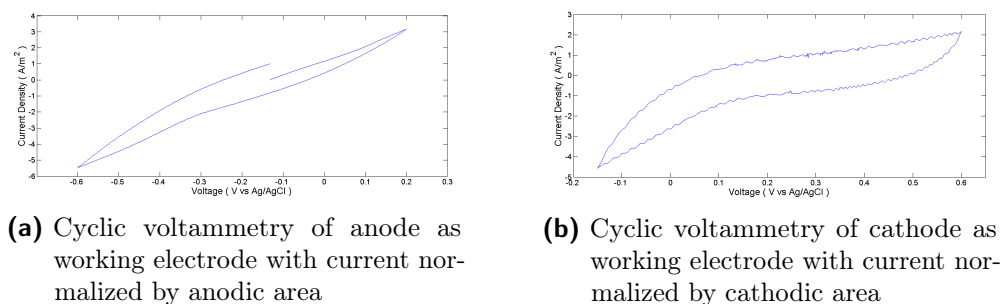 4
3
2
1
0
-1
-2
-3
-4
-5
-6
Current Density ( A/m²)
-0.6 -0.5 -0.4 -0.3 -0.2 -0.1 0 0.1 0.2 0.3
Voltage ( V vs Ag/AgCl )
3
2
1
0
-1
-2
-3
-4
-5
Current Density ( A/m²)
-0.2 -0.1 0 0.1 0.2 0.3 0.4 0.5 0.6
Voltage ( V vs Ag/AgCl )
(a) Cyclic voltammetry of anode as
working electrode with current nor-
malized by anodic area
(b) Cyclic voltammetry of cathode as
working electrode with current nor-
malized by cathodic area